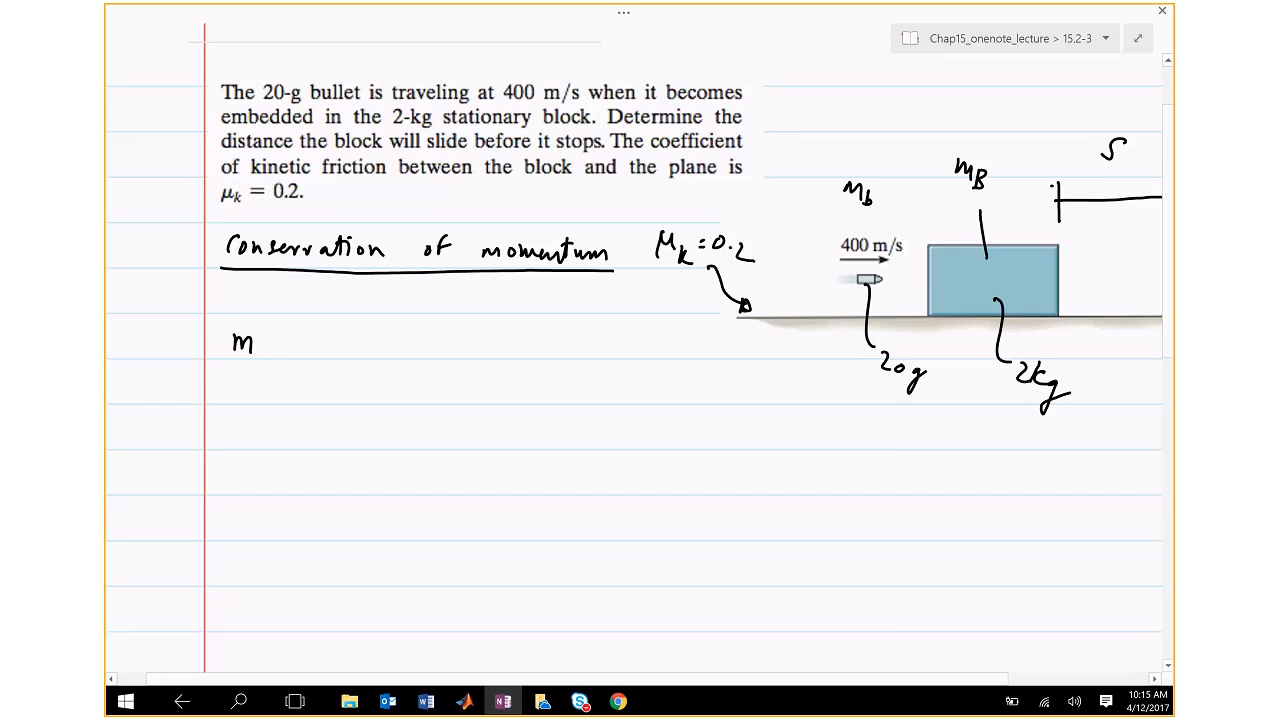 ...
Chap15_onenote_lecture > 15.2-3
The 20-g bullet is traveling at 400 m/s when it becomes
embedded in the 2-kg stationary block. Determine the
distance the block will slide before it stops. The coefficient
of kinetic friction between the block and the plane is
μk = 0.2.
S
mb
mB
Conservation of momentum
μk = 0.2
400 m/s
m
20g
2kg
10:15 AM
4/12/2017